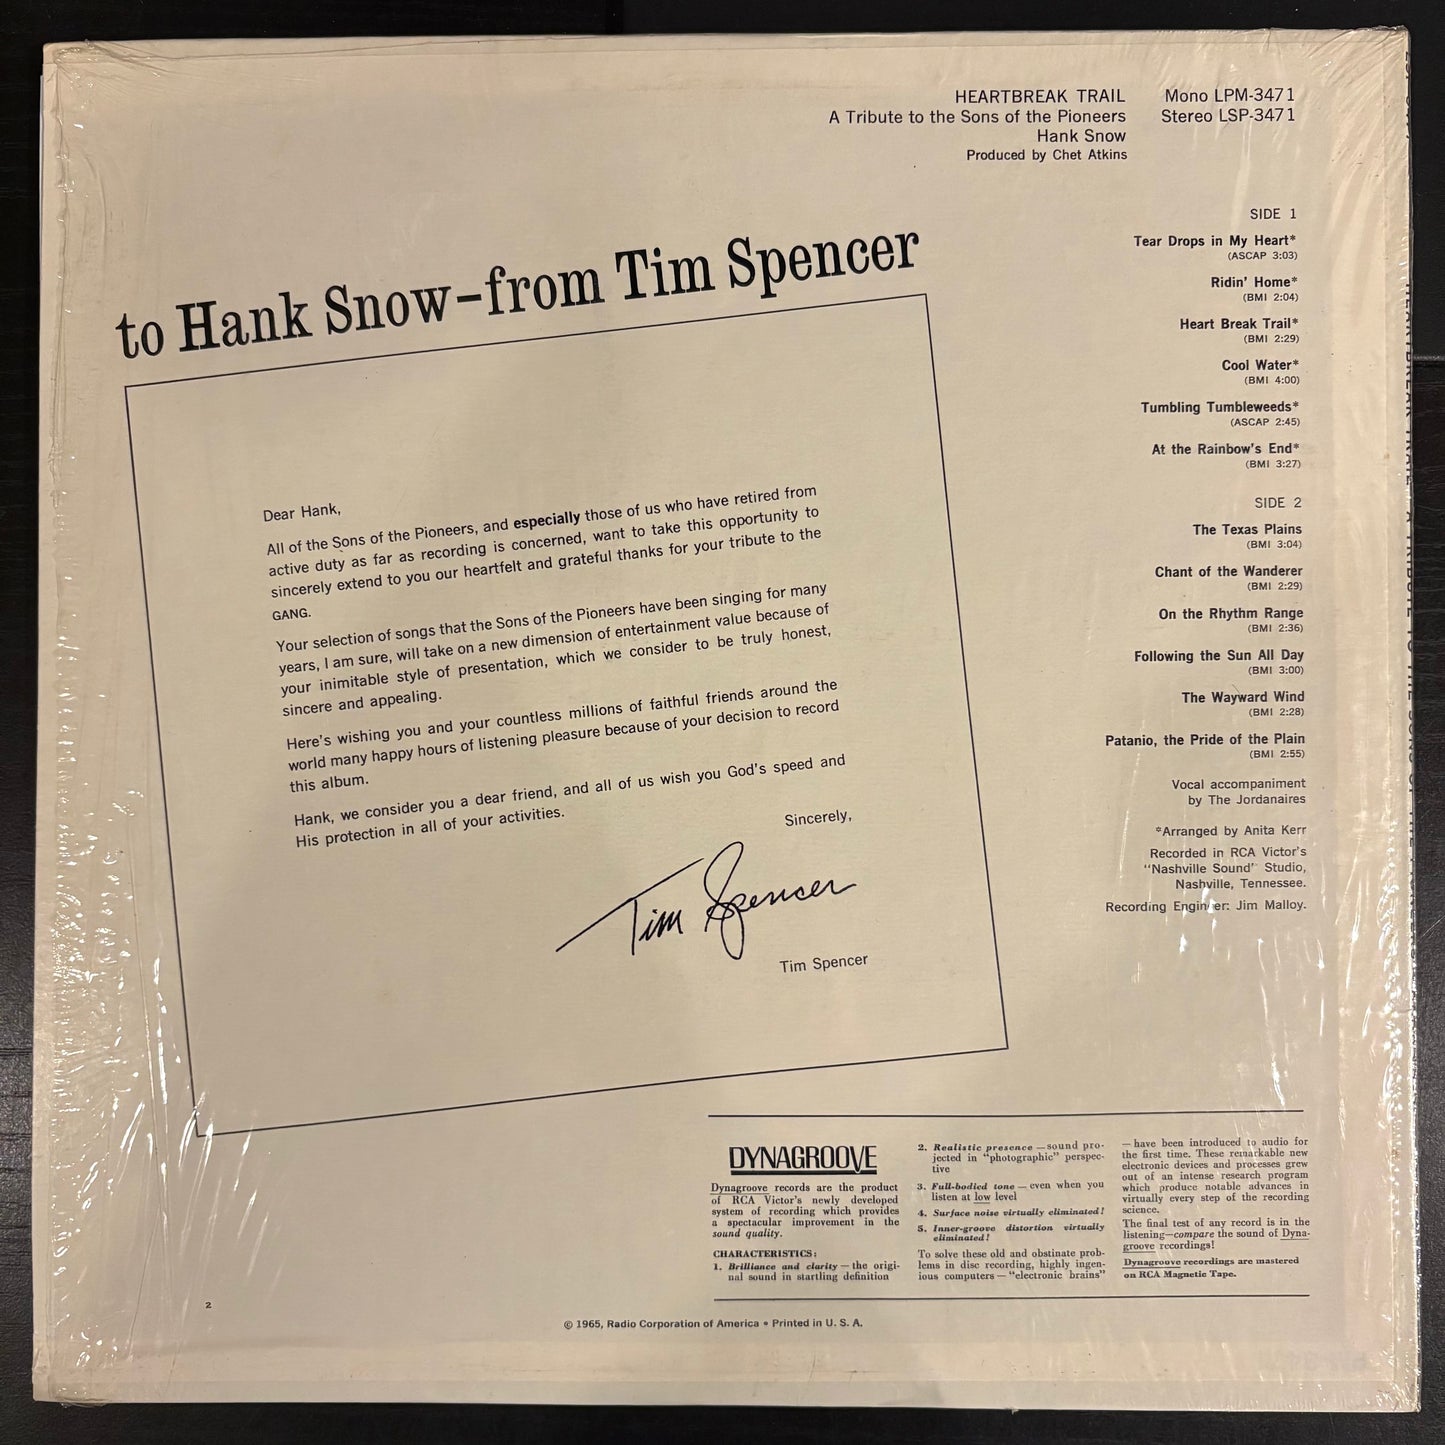 HEARTBREAK TRAIL
A Tribute to the Sons of the Pioneers
Hank Snow
Produced by Chet Atkins
Mono LPM-3471
Stereo LSP-3471
to Hank Snow–from Tim Spencer
Dear Hank,
All of the Sons of the Pioneers, and especially those of us who have retired from
active duty as far as recording is concerned, want to take this opportunity to
sincerely extend to you our heartfelt and grateful thanks for your tribute to the
GANG.
Your selection of songs that the Sons of the Pioneers have been singing for many
years, I am sure, will take on a new dimension of entertainment value because of
your inimitable style of presentation, which we consider to be truly honest,
sincere and appealing.
Here's wishing you and your countless millions of faithful friends around the
world many happy hours of listening pleasure because of your decision to record
this album.
Hank, we consider you a dear friend, and all of us wish you God's speed and
His protection in all of your activities.
Sincerely,
Tim Spencer
Tim Spencer
SIDE 1
Tear Drops in My Heart*
(ASCAP 3:03)
Ridin' Home*
(BMI 2:04)
Heart Break Trail*
(BMI 2:29)
Cool Water*
(BMI 4:00)
Tumbling Tumbleweeds*
(ASCAP 2:45)
At the Rainbow's End*
(BMI 3:27)
SIDE 2
The Texas Plains
(BMI 3:04)
Chant of the Wanderer
(BMI 2:29)
On the Rhythm Range
(BMI 2:36)
Following the Sun All Day
(BMI 3:00)
The Wayward Wind
(BMI 2:28)
Patanio, the Pride of the Plain
(BMI 2:55)
Vocal accompaniment
by The Jordanaires
*Arranged by Anita Kerr
Recorded in RCA Victor's
"Nashville Sound" Studio,
Nashville, Tennessee.
Recording Engineer: Jim Malloy.
DYNAGROOVE
Dynagroove records are the product
of RCA Victor's newly developed
system of recording which provides
a spectacular improvement in the
sound quality.
CHARACTERISTICS:
1. Brilliance and clarity — the origi-
nal sound in startling definition
2. Realistic presence — sound pro-
jected in "photographic" perspec-
tive
3. Full-bodied tone — even when you
listen at low level
4. Surface noise virtually eliminated!
5. Inner-groove distortion virtually
eliminated!
To solve these old and obstinate prob-
lems in disc recording, highly ingen-
ious computers — "electronic brains"
— have been introduced to audio for
the first time. These remarkable new
electronic devices and processes grew
out of an intense research program
which produce notable advances in
virtually every step of the recording
science.
The final test of any record is in the
listening—compare the sound of Dyna-
groove recordings!
Dynagroove recordings are mastered
on RCA Magnetic Tape.
2
© 1965, Radio Corporation of America • Printed in U. S. A.